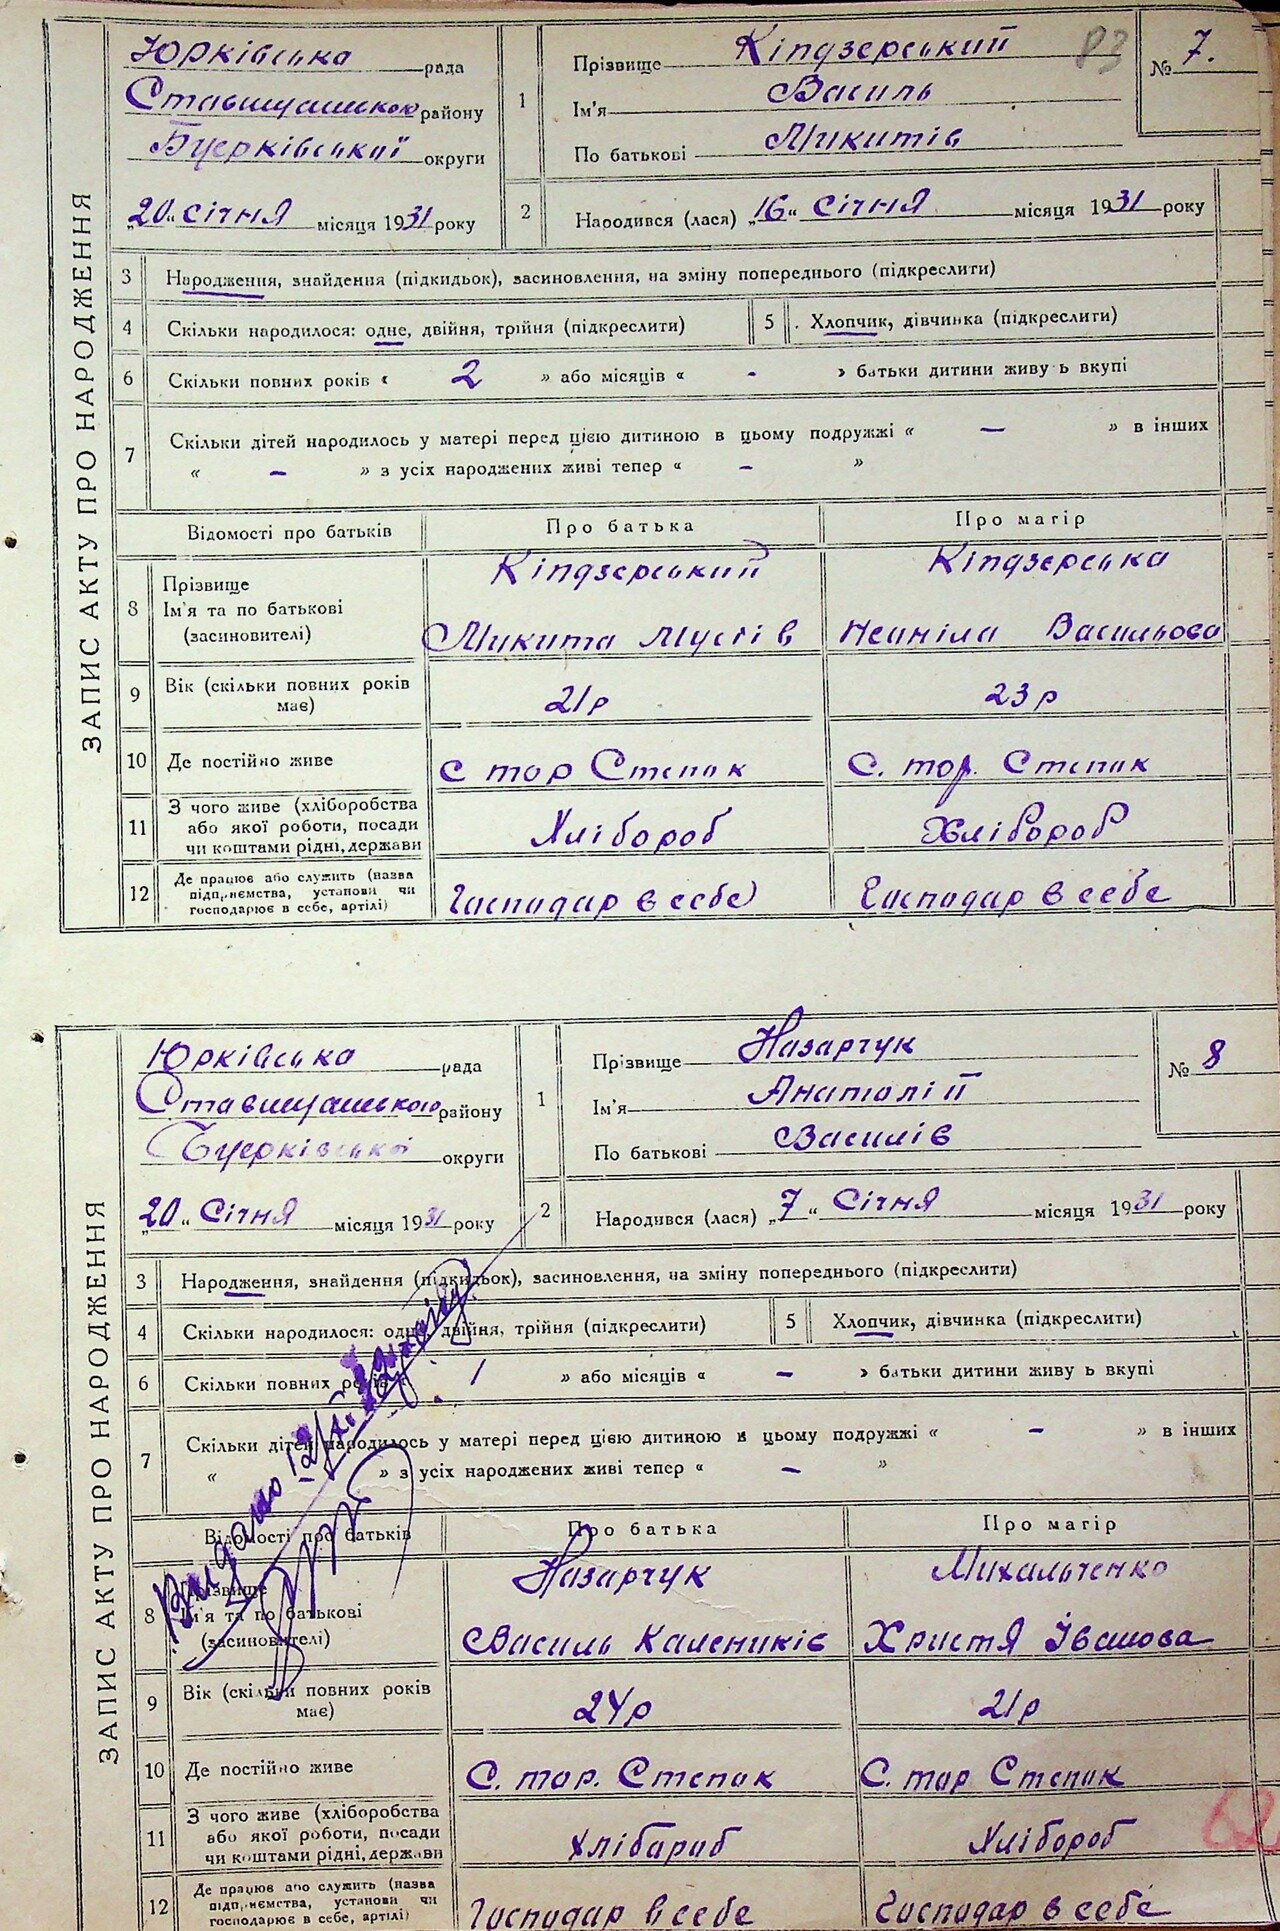 ЗАПИС АКТУ ПРО НАРОДЖЕННЯ
Юрківська рада
Ставищанського району
округи
„20“ січня місяця 1931 року
83
№ 7.
1 Прізвище Кіндзерський
Ім'я Василь
По батькові Микитів
2 Народився (лася) „16“ січня місяця 1931 року
3 Народження, знайдення (підкидьок), засиновлення, на зміну попереднього (підкреслити)
4 Скільки народилося: одне, двійня, трійня (підкреслити)
5 Хлопчик, дівчинка (підкреслити)
6 Скільки повних років « 2 » або місяців « - » батьки дитини живуть вкупі
7 Скільки дітей народилось у матері перед цією дитиною в цьому подружжі « — » в інших
« - » з усіх народжених живі тепер « - »
Відомості про батьків
Про батька
Про матір
8 Прізвище
Ім'я та по батькові
(засиновителі)
Кіндзерський
Микита
Кіндзерська
Неоніла Васильова
9 Вік (скільки повних років має)
21р
23р
10 Де постійно живе
С тор Степок
С. тор. Степок
11 З чого живе (хліборобства
або якої роботи, посади
чи коштами рідні, держави
Хлібороб
Хлібороб
12 Де працює або служить (назва
підприємства, установи чи
господарює в себе, артілі)
Господар в себе
Господар в себе
ЗАПИС АКТУ ПРО НАРОДЖЕННЯ
Юрківська рада
Ставищанського району
округи
„20“ Січня місяця 1931 року
№ 8
1 Прізвище Назарчук
Ім'я Анатолій
По батькові Василів
2 Народився (лася) „7“ Січня місяця 1931 року
3 Народження, знайдення (підкидьок), засиновлення, на зміну попереднього (підкреслити)
4 Скільки народилося: одне, двійня, трійня (підкреслити)
5 Хлопчик, дівчинка (підкреслити)
6 Скільки повних років « 1 » або місяців « - » батьки дитини живуть вкупі
7 Скільки дітей народилось у матері перед цією дитиною в цьому подружжі « - » в інших
« » з усіх народжених живі тепер « - »
Видано
Відомості про батьків
Про батька
Про матір
8 Прізвище
Ім'я та по батькові
(засиновителі)
Назарчук
Василь Калеників
Михальченко
Христя Іванова
9 Вік (скільки повних років має)
24р
21р
10 Де постійно живе
С. тор. Степок
С. тор Степок
11 З чого живе (хліборобства
або якої роботи, посади
чи коштами рідні, держави
Хлібороб
Хлібороб
62
12 Де працює або служить (назва
підприємства, установи чи
господарює в себе, артілі)
Господар в себе
Господар в себе